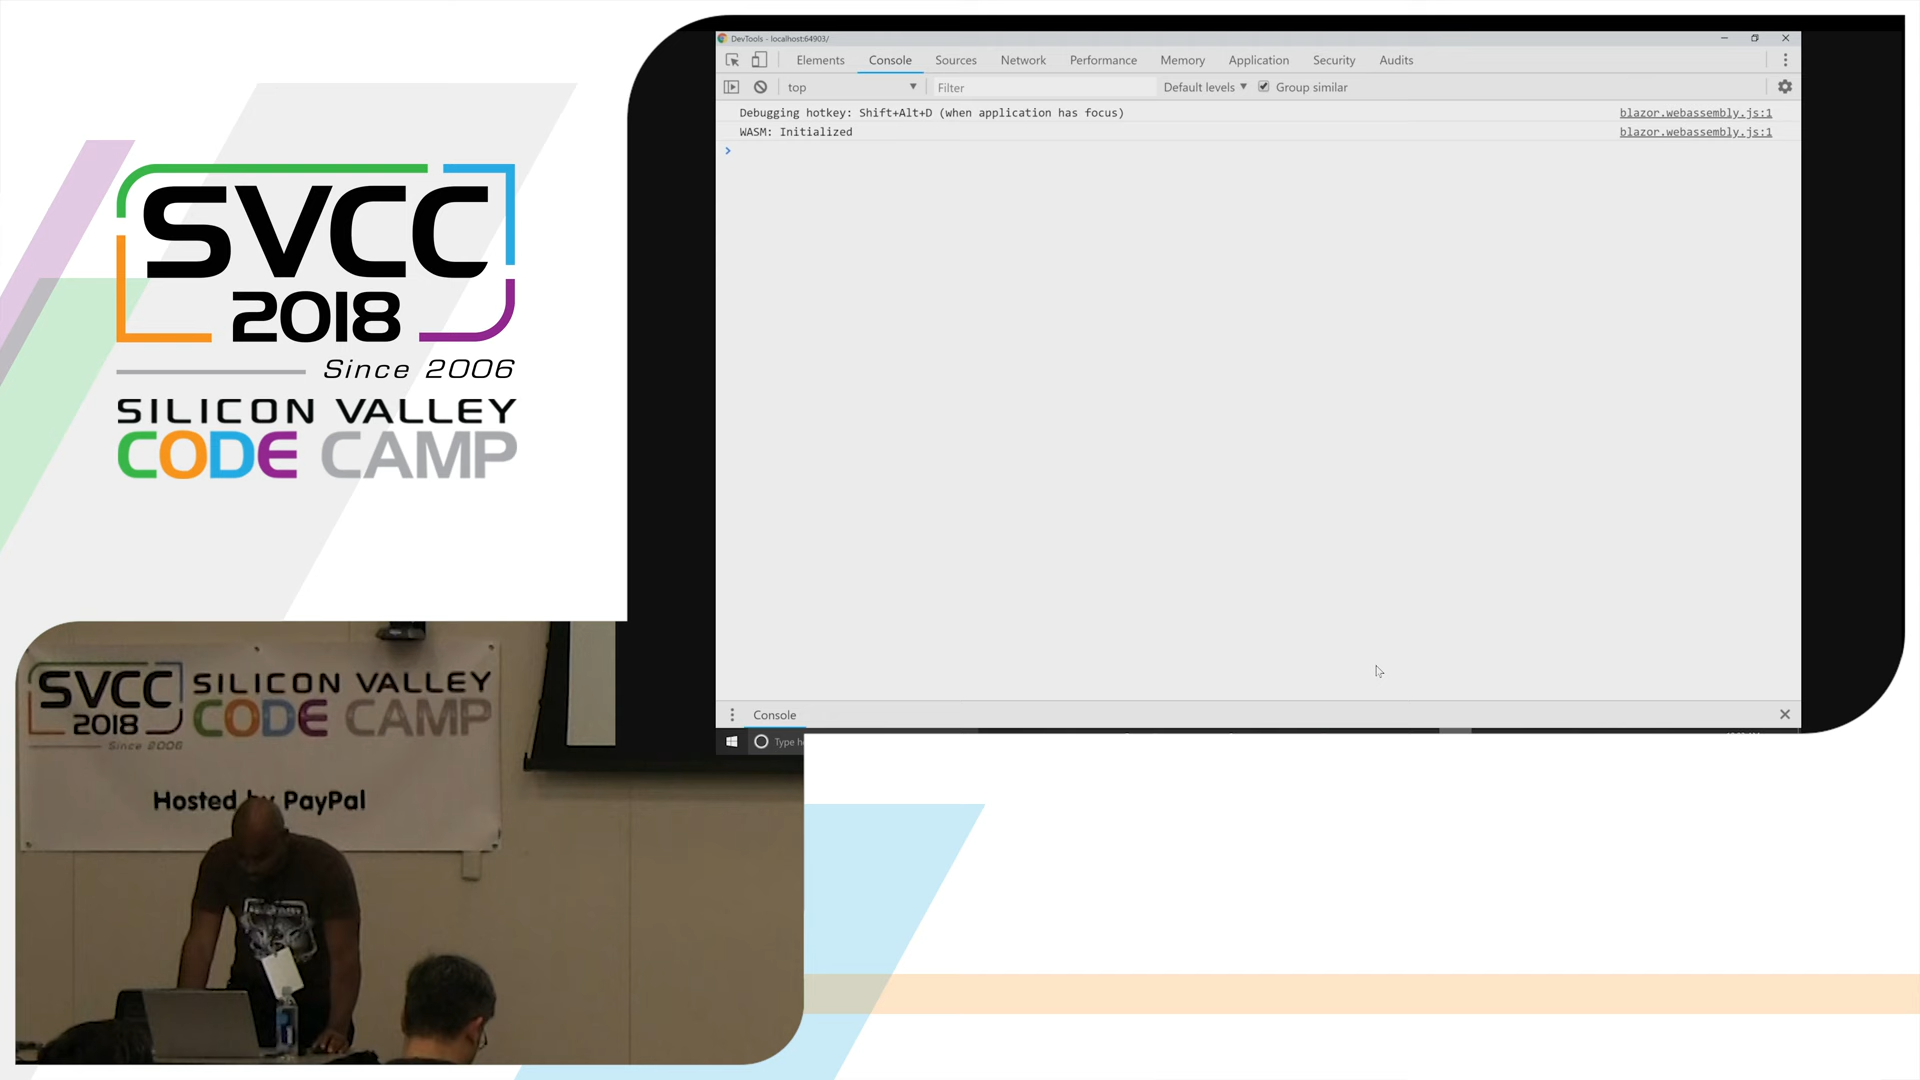 SVCC
2018
Since 2006
SILICON VALLEY
CODE CAMP
DevTools - localhost:64903/
Elements Console Sources Network Performance Memory Application Security Audits
top Filter Default levels Group similar
Debugging hotkey: Shift+Alt+D (when application has focus) blazor.webassembly.js:1
WASM: Initialized blazor.webassembly.js:1
Console
Type h
SVCC SILICON VALLEY
2018 CODE CAMP
Since 2006
Hosted by PayPal